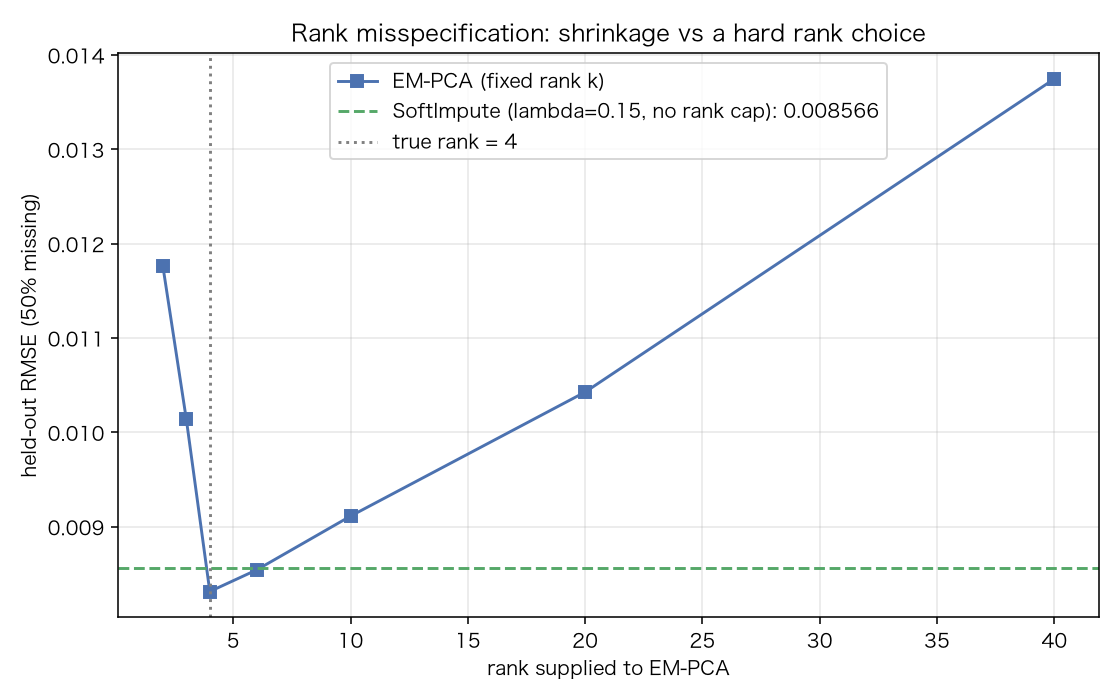 Rank misspecification: shrinkage vs a hard rank choice
EM-PCA (fixed rank k)
SoftImpute (lambda=0.15, no rank cap): 0.008566
true rank = 4
held-out RMSE (50% missing)
0.014
0.013
0.012
0.011
0.010
0.009
5 10 15 20 25 30 35 40
rank supplied to EM-PCA